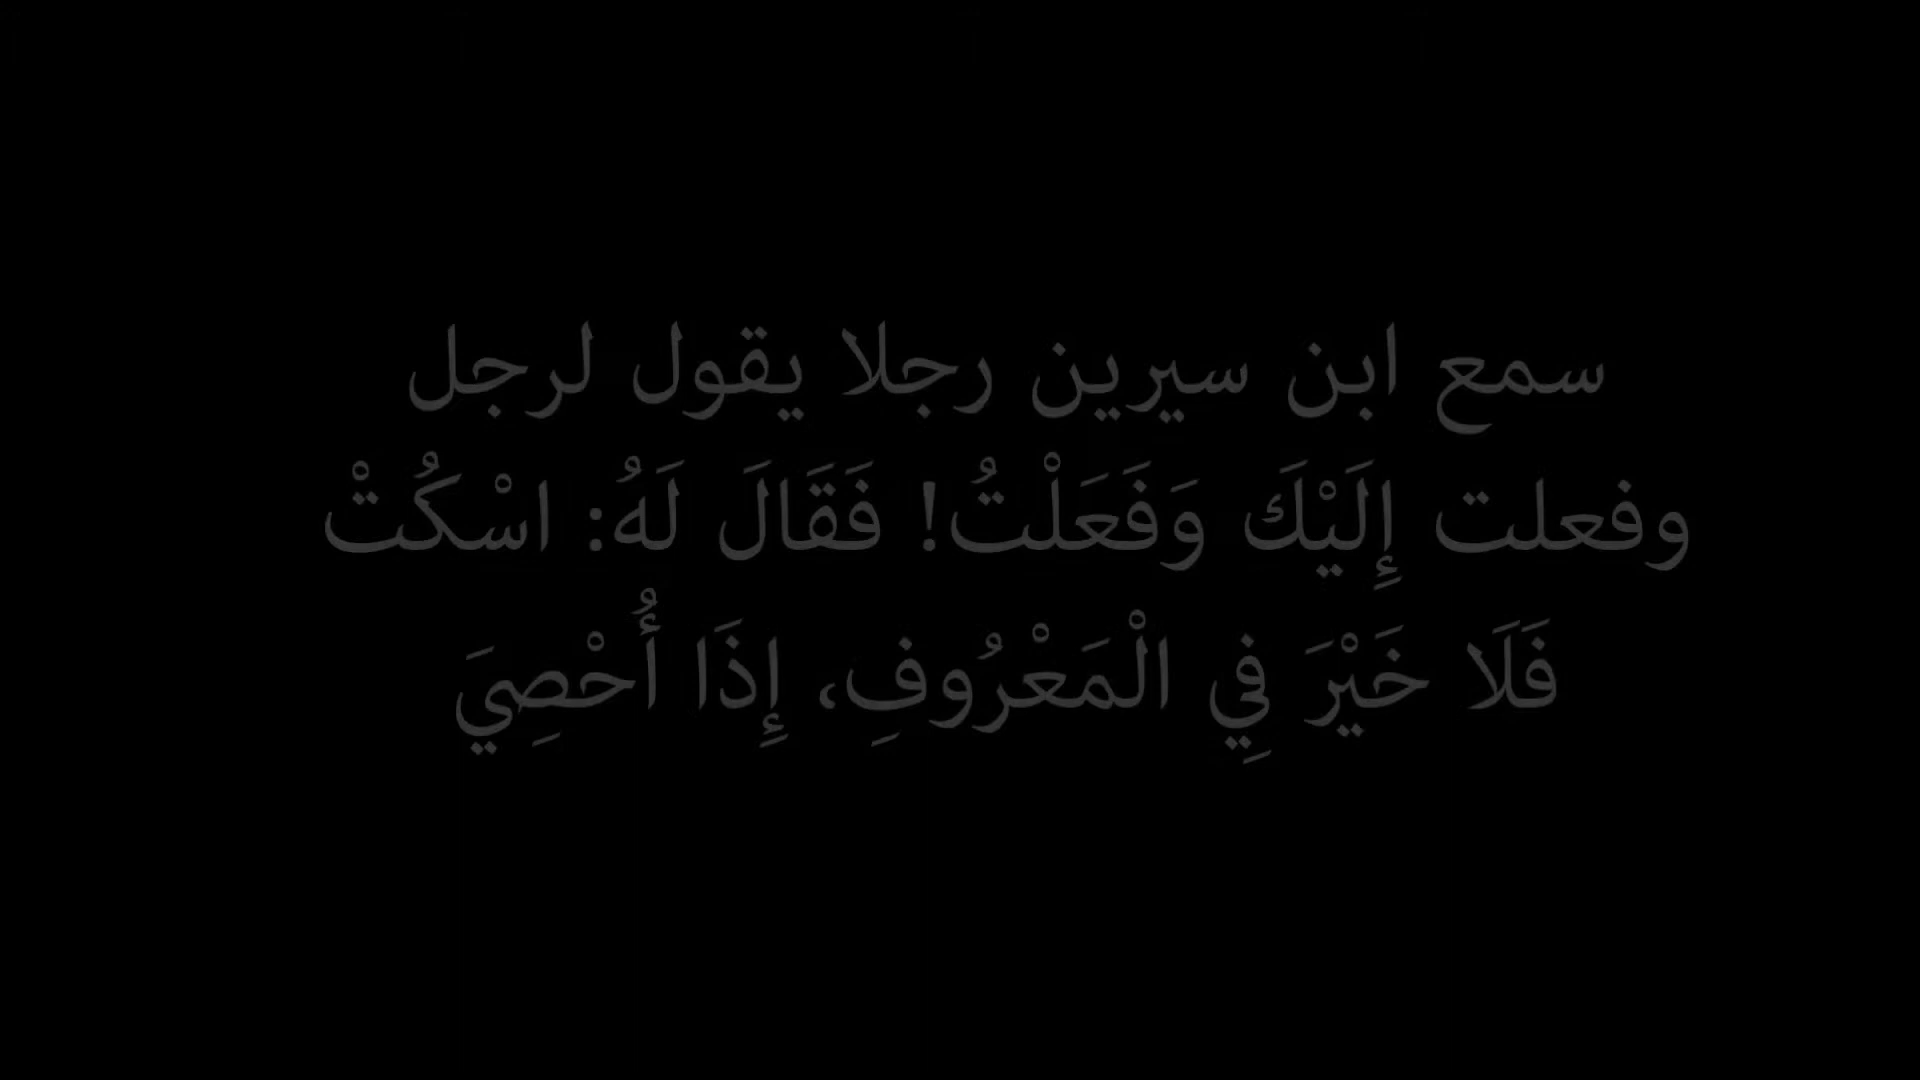 سمع ابن سيرين رجلا يقول لرجل
وفعلت إِلَيْكَ وَفَعَلْتُ! فَقَالَ لَهُ: اسْكُتْ
فَلَا خَيْرَ فِي الْمَعْرُوفِ، إِذَا أُحْصِيَ